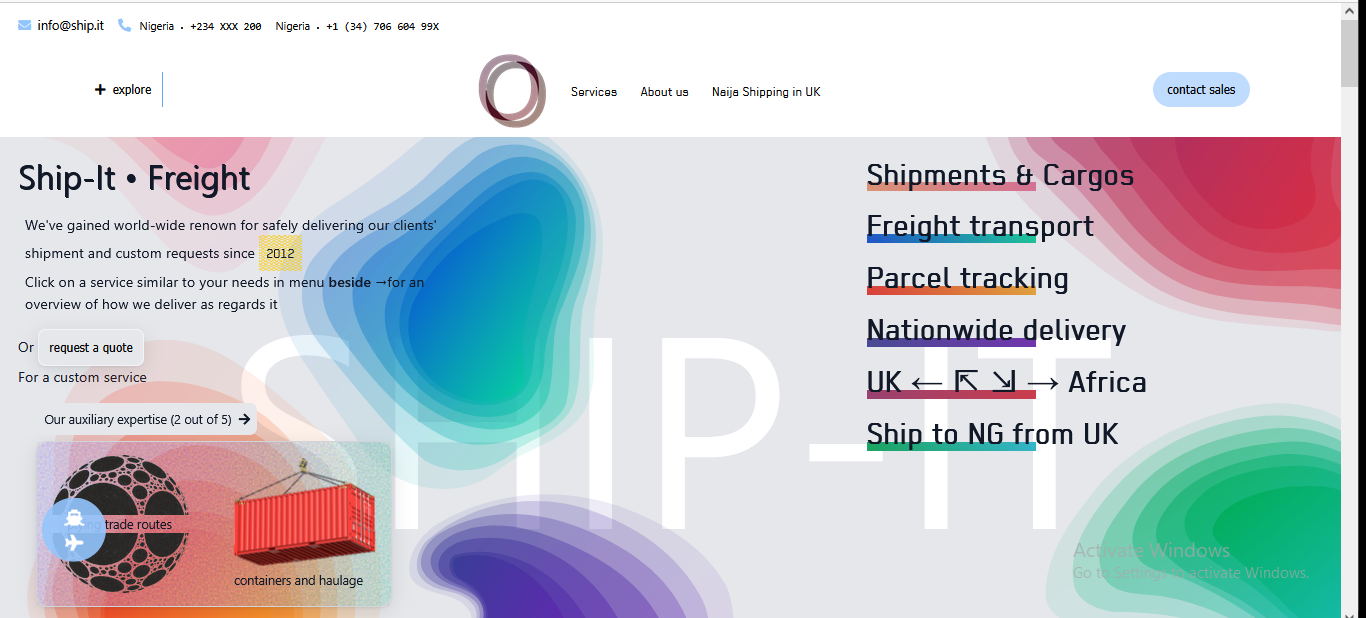 info@ship.it Nigeria • +234 XXX 200 Nigeria • +1 (34) 706 604 99X
+ explore
Services About us Naija Shipping in UK
contact sales
Ship-It • Freight
We've gained world-wide renown for safely delivering our clients'
shipment and custom requests since 2012
Click on a service similar to your needs in menu beside →for an
overview of how we deliver as regards it
Or request a quote
For a custom service
Our auxiliary expertise (2 out of 5) →
trade routes
containers and haulage
Shipments & Cargos
Freight transport
Parcel tracking
Nationwide delivery
UK ← ⇱ ⇲ → Africa
Ship to NG from UK
SHIP-IT
Activate Windows
Go to Settings to activate Windows.